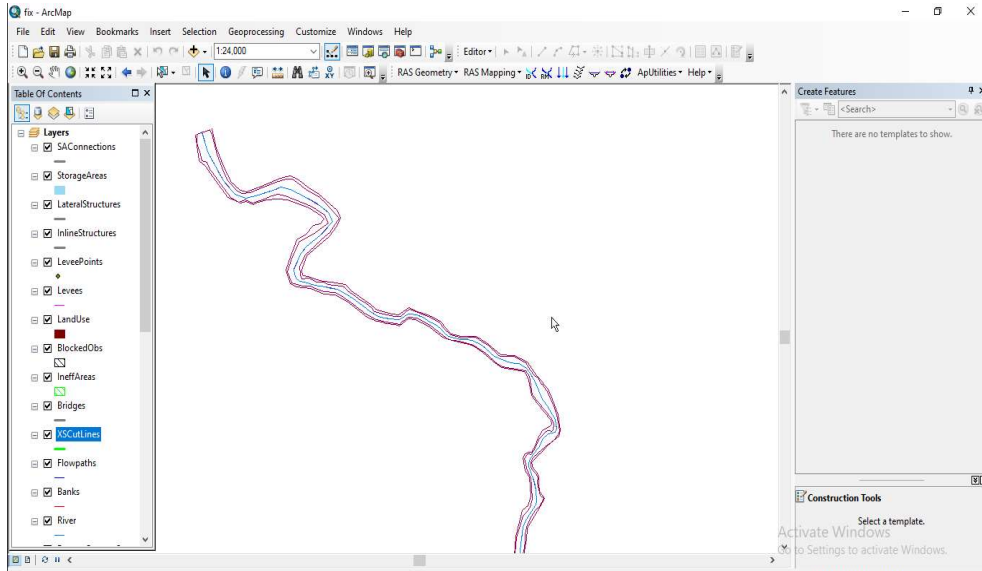 fix - ArcMap
File Edit View Bookmarks Insert Selection Geoprocessing Customize Windows Help
1:24,000 Editor
RAS Geometry RAS Mapping ApUtilities Help
Table Of Contents
Layers
SAConnections
StorageAreas
LateralStructures
InlineStructures
LeveePoints
Levees
LandUse
BlockedObs
IneffAreas
Bridges
XSCutLines
Flowpaths
Banks
River
Create Features
<Search>
There are no templates to show.
Construction Tools
Select a template.
Activate Windows
Go to Settings to activate Windows.